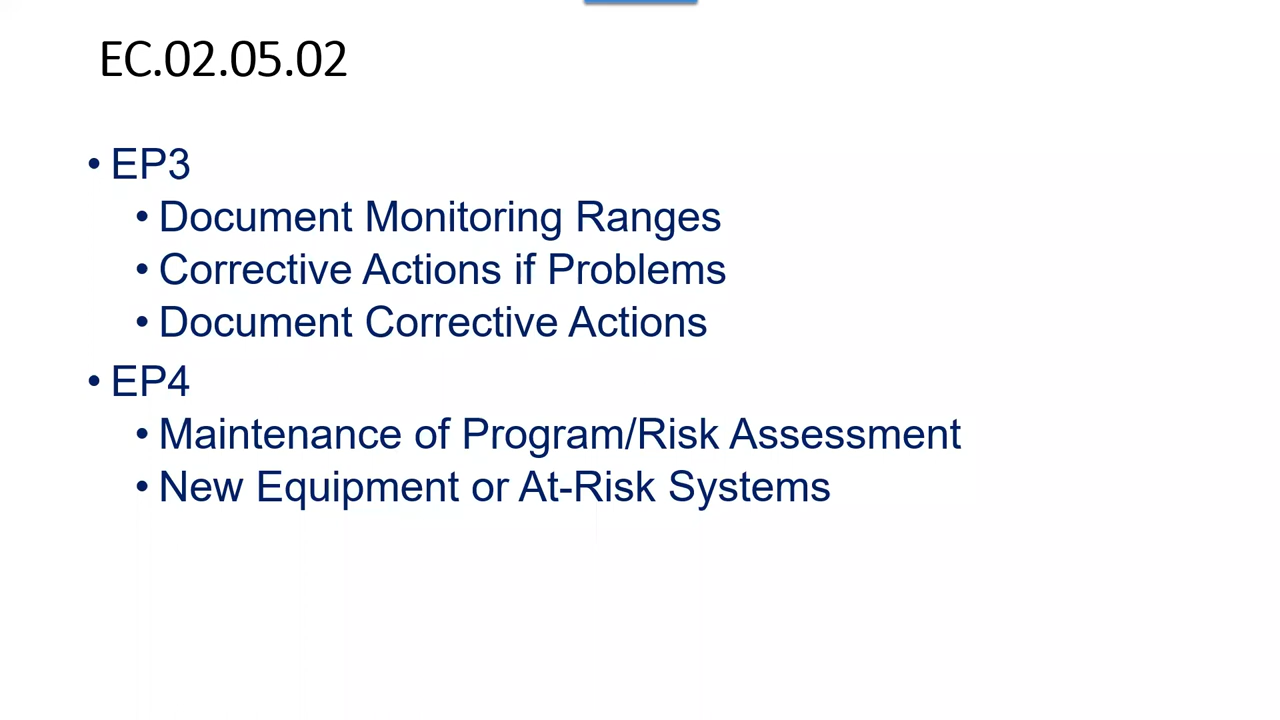 EC.02.05.02
• EP3
• Document Monitoring Ranges
• Corrective Actions if Problems
• Document Corrective Actions
• EP4
• Maintenance of Program/Risk Assessment
• New Equipment or At-Risk Systems